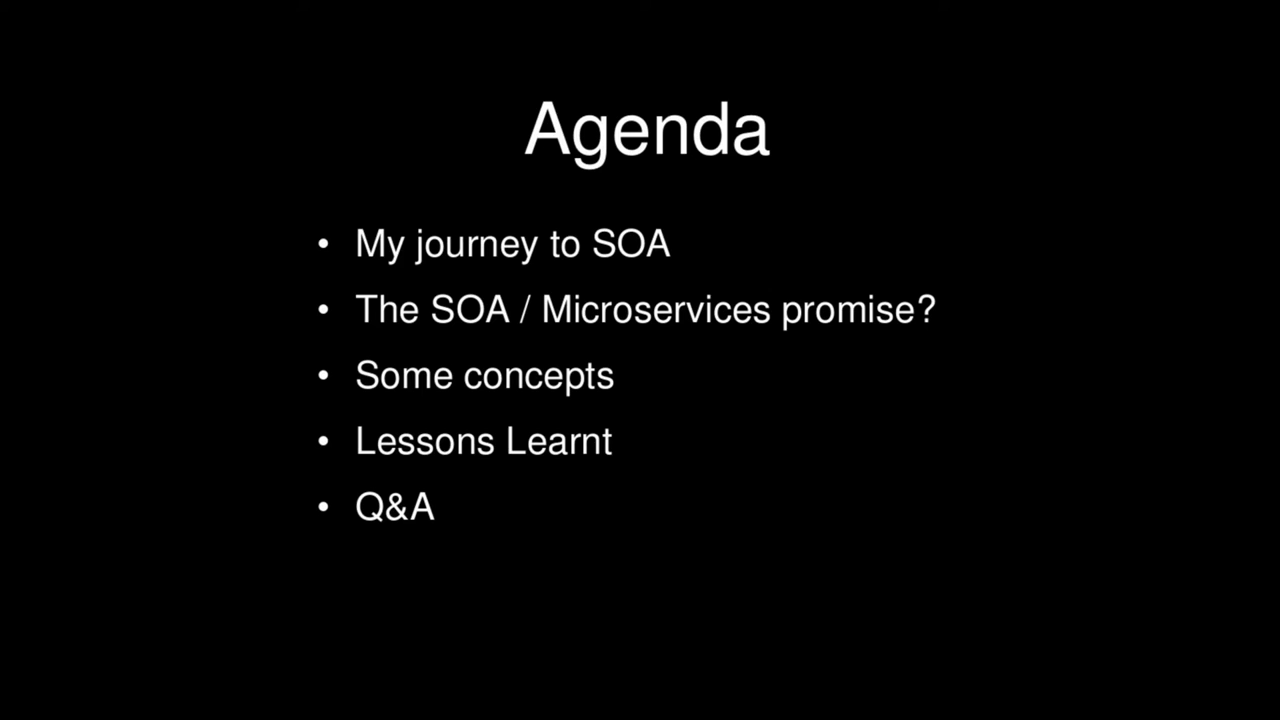 Agenda
• My journey to SOA
• The SOA / Microservices promise?
• Some concepts
• Lessons Learnt
• Q&A